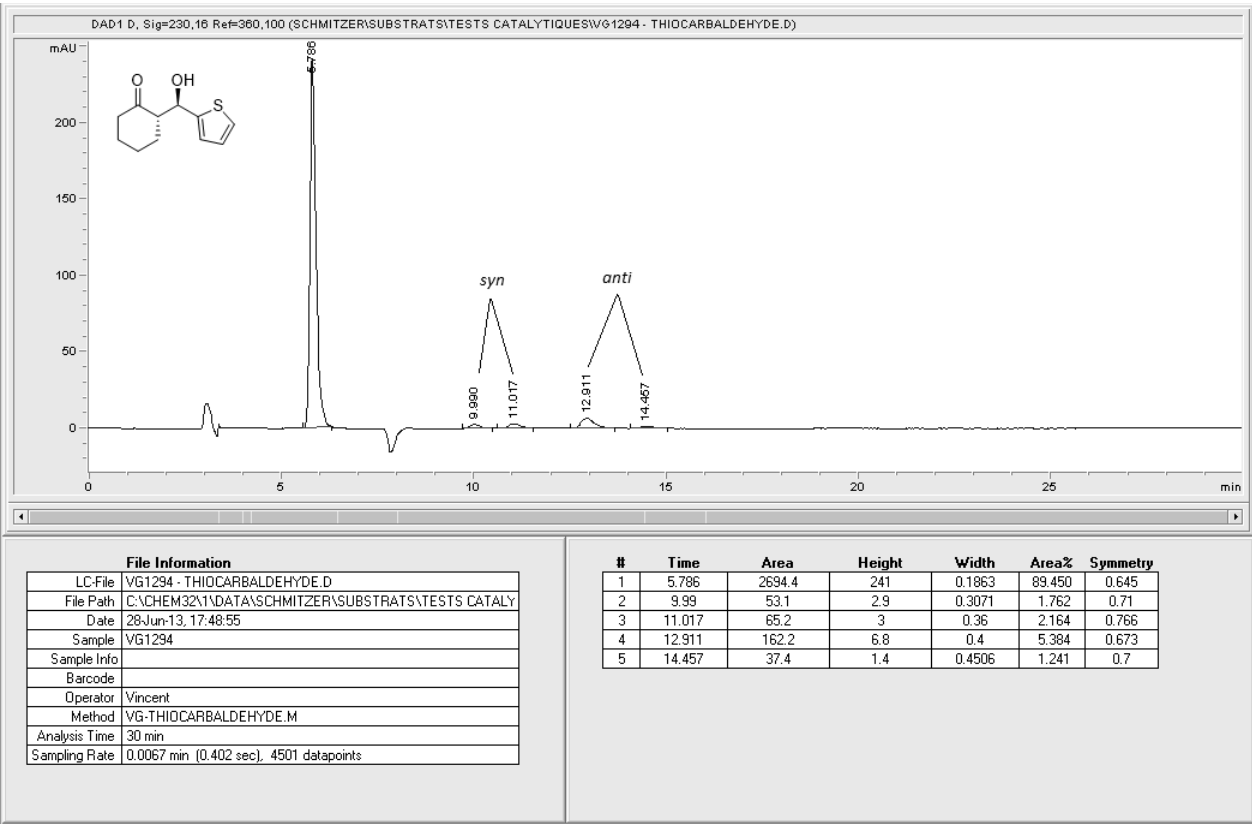 DAD1 D, Sig=230,16 Ref=360,100 (SCHMITZER\SUBSTRATS\TESTS CATALYTIQUES\VG1294 - THIOCARBALDEHYDE.D)
mAU
200
150
100
50
0
O OH
S
5.786
syn
anti
9.990
11.017
12.911
14.457
0 5 10 15 20 25 min
File Information
LC-File VG1294 - THIOCARBALDEHYDE.D
File Path C:\CHEM32\1\DATA\SCHMITZER\SUBSTRATS\TESTS CATALY
Date 28-Jun-13, 17:48:55
Sample VG1294
Sample Info
Barcode
Operator Vincent
Method VG-THIOCARBALDEHYDE.M
Analysis Time 30 min
Sampling Rate 0.0067 min (0.402 sec), 4501 datapoints
# Time Area Height Width Area% Symmetry
1 5.786 2694.4 241 0.1863 89.450 0.645
2 9.99 53.1 2.9 0.3071 1.762 0.71
3 11.017 65.2 3 0.36 2.164 0.766
4 12.911 162.2 6.8 0.4 5.384 0.673
5 14.457 37.4 1.4 0.4506 1.241 0.7